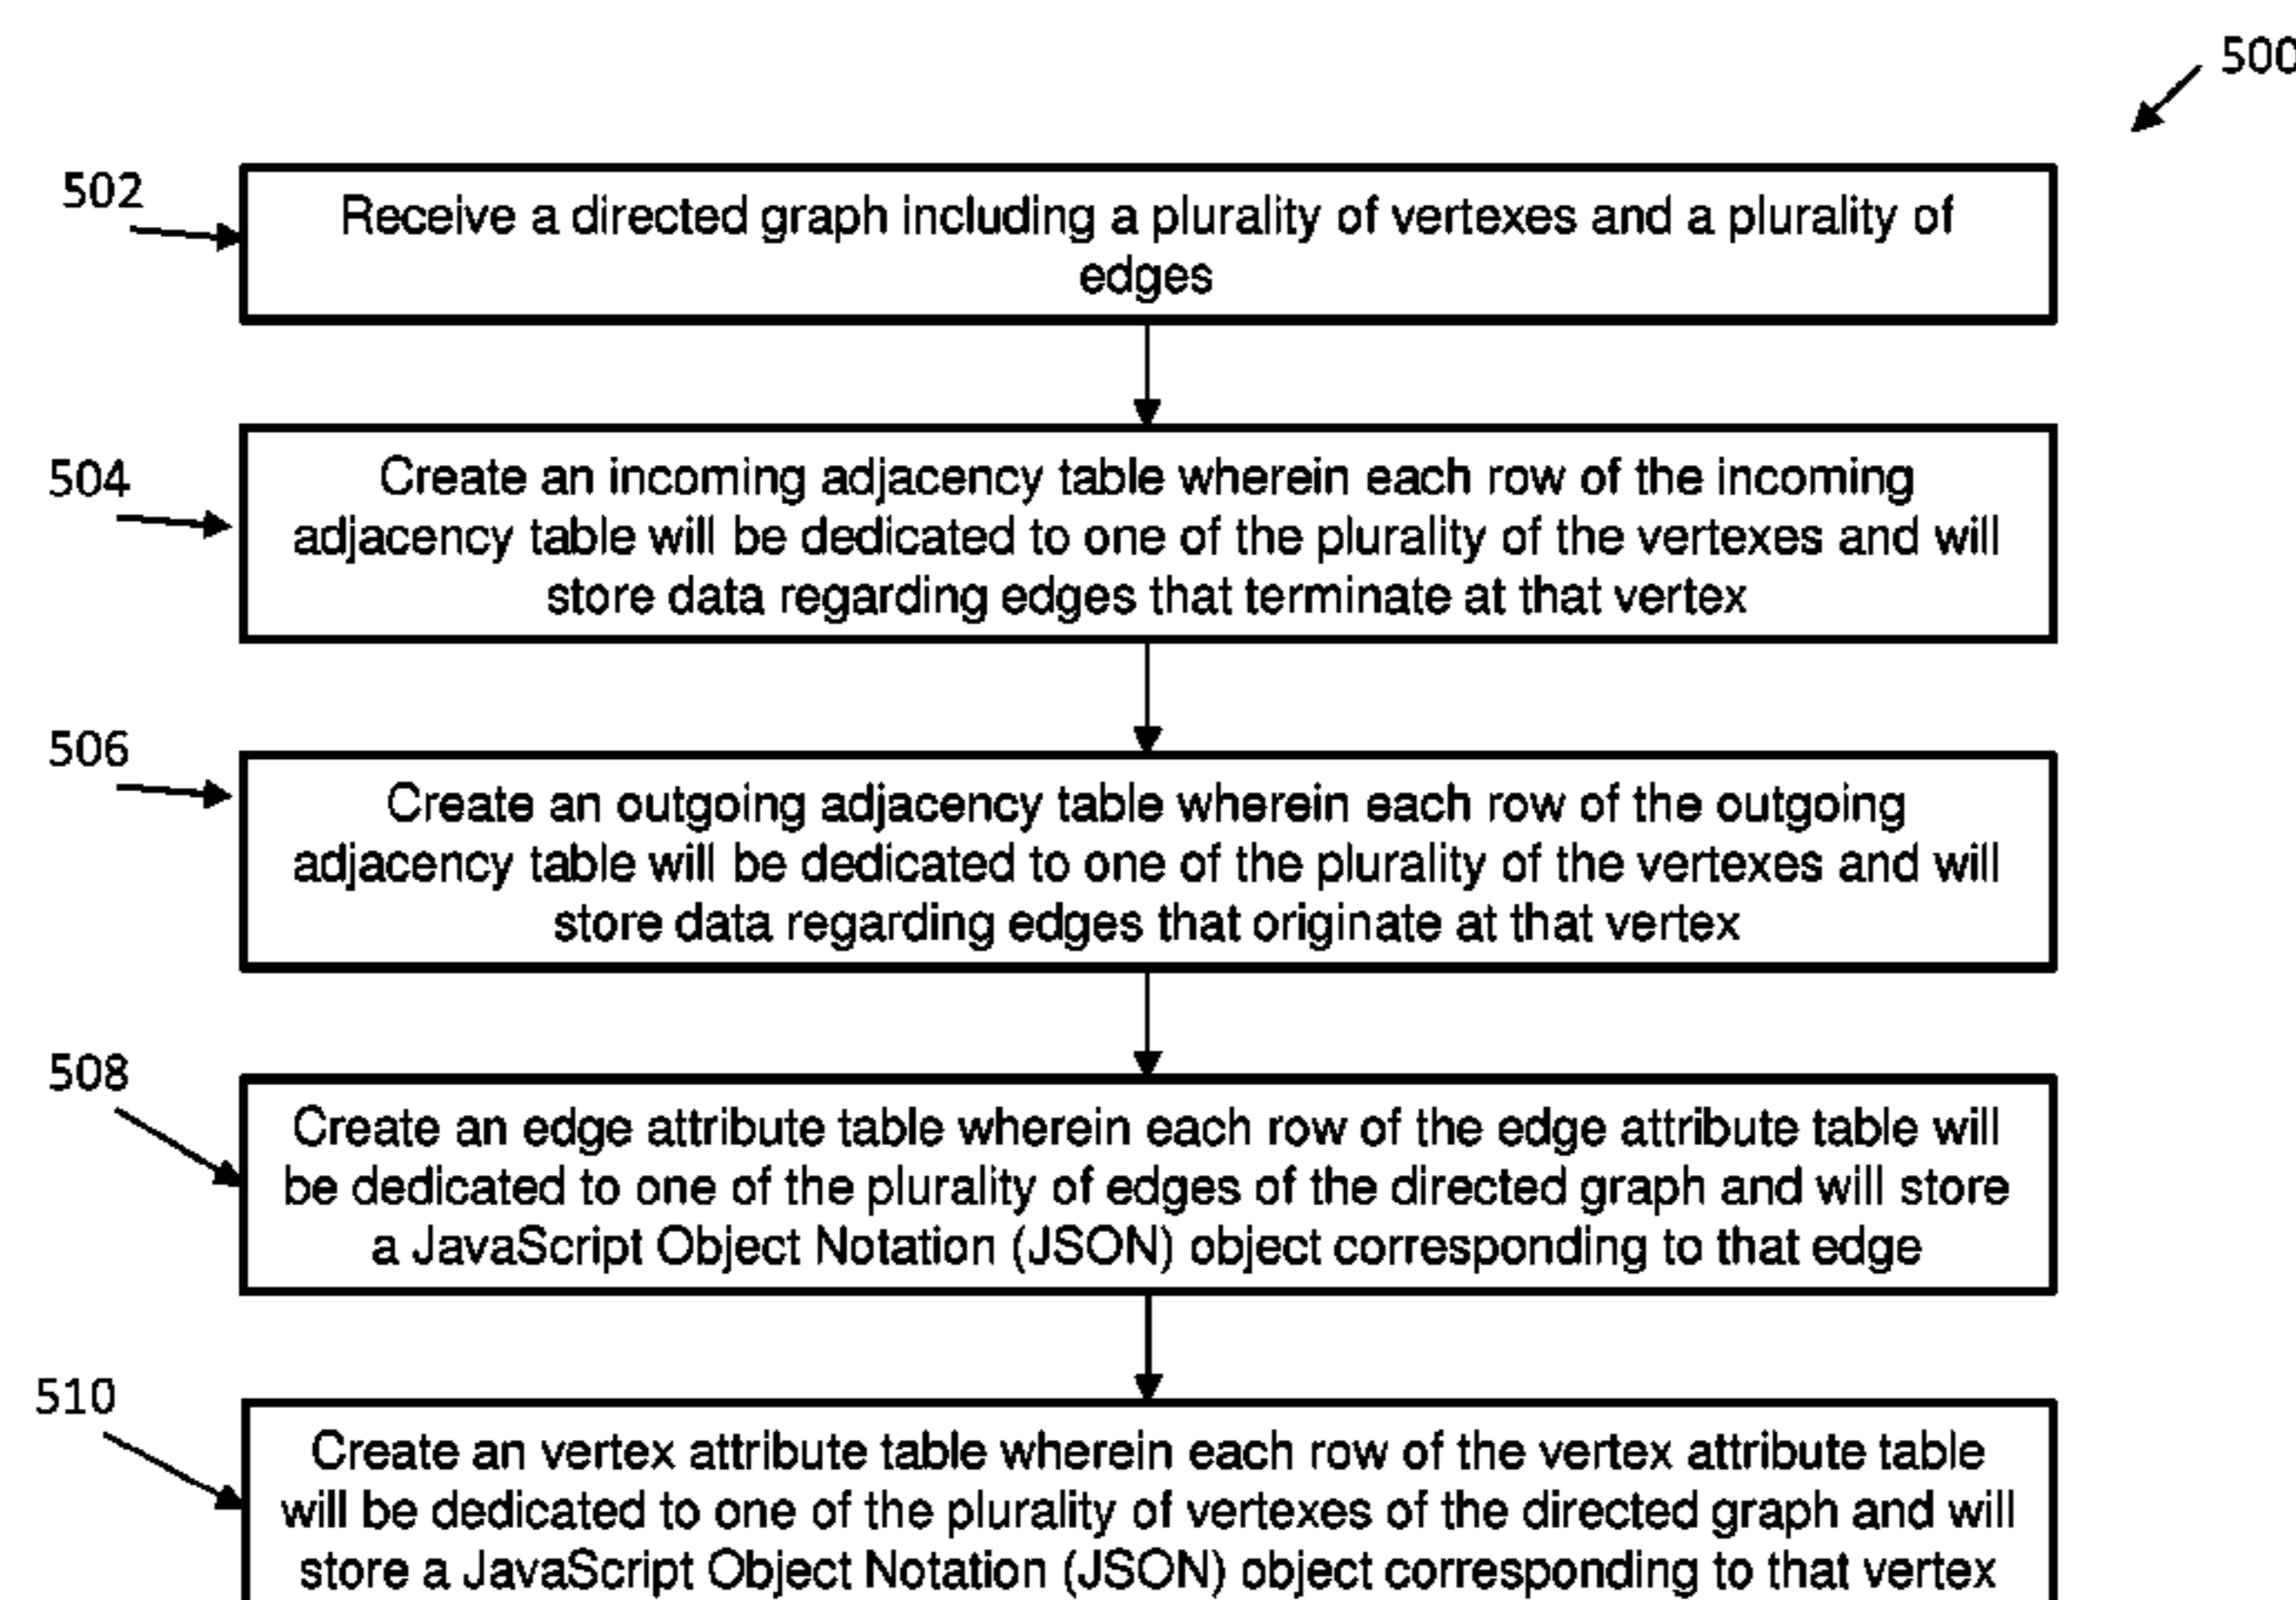 500
502
Receive a directed graph including a plurality of vertexes and a plurality of
edges
504
Create an incoming adjacency table wherein each row of the incoming
adjacency table will be dedicated to one of the plurality of the vertexes and will
store data regarding edges that terminate at that vertex
506
Create an outgoing adjacency table wherein each row of the outgoing
adjacency table will be dedicated to one of the plurality of the vertexes and will
store data regarding edges that originate at that vertex
508
Create an edge attribute table wherein each row of the edge attribute table will
be dedicated to one of the plurality of edges of the directed graph and will store
a JavaScript Object Notation (JSON) object corresponding to that edge
510
Create an vertex attribute table wherein each row of the vertex attribute table
will be dedicated to one of the plurality of vertexes of the directed graph and will
store a JavaScript Object Notation (JSON) object corresponding to that vertex